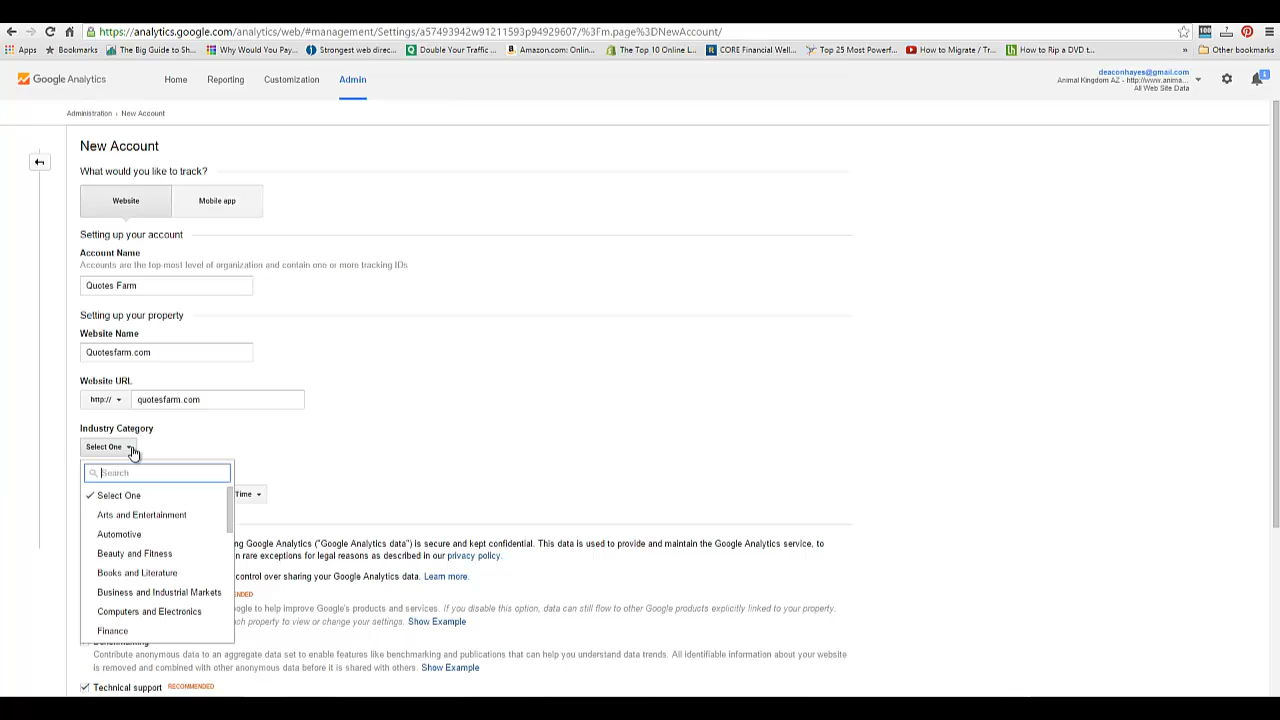 https://analytics.google.com/analytics/web/#management/Settings/a57493942w91211593p94929607/%3Fm.page%3DNewAccount/
Apps Bookmarks The Big Guide to Sh... Why Would You Pay... Strongest web direc... Double Your Traffic ... Amazon.com: Onlin... The Top 10 Online L... CORE Financial Well... Top 25 Most Powerf... How to Migrate / Tr... How to Rip a DVD t... » Other bookmarks
Google Analytics Home Reporting Customization Admin
deaconhayes@gmail.com
Animal Kingdom AZ - http://www.anima...
All Web Site Data
Administration › New Account
New Account
What would you like to track?
Website Mobile app
Setting up your account
Account Name
Accounts are the top-most level of organization and contain one or more tracking IDs
Quotes Farm
Setting up your property
Website Name
Quotesfarm.com
Website URL
http:// quotesfarm.com
Industry Category
Select One
Search
Select One
Time
Arts and Entertainment
Automotive
ng Google Analytics ("Google Analytics data") is secure and kept confidential. This data is used to provide and maintain the Google Analytics service, to
Beauty and Fitness
n rare exceptions for legal reasons as described in our privacy policy.
Books and Literature
control over sharing your Google Analytics data. Learn more.
Business and Industrial Markets
NDED
Computers and Electronics
oogle to help improve Google's products and services. If you disable this option, data can still flow to other Google products explicitly linked to your property.
ch property to view or change your settings. Show Example
Finance
Benchmarking
Contribute anonymous data to an aggregate data set to enable features like benchmarking and publications that can help you understand data trends. All identifiable information about your website
is removed and combined with other anonymous data before it is shared with others. Show Example
Technical support RECOMMENDED